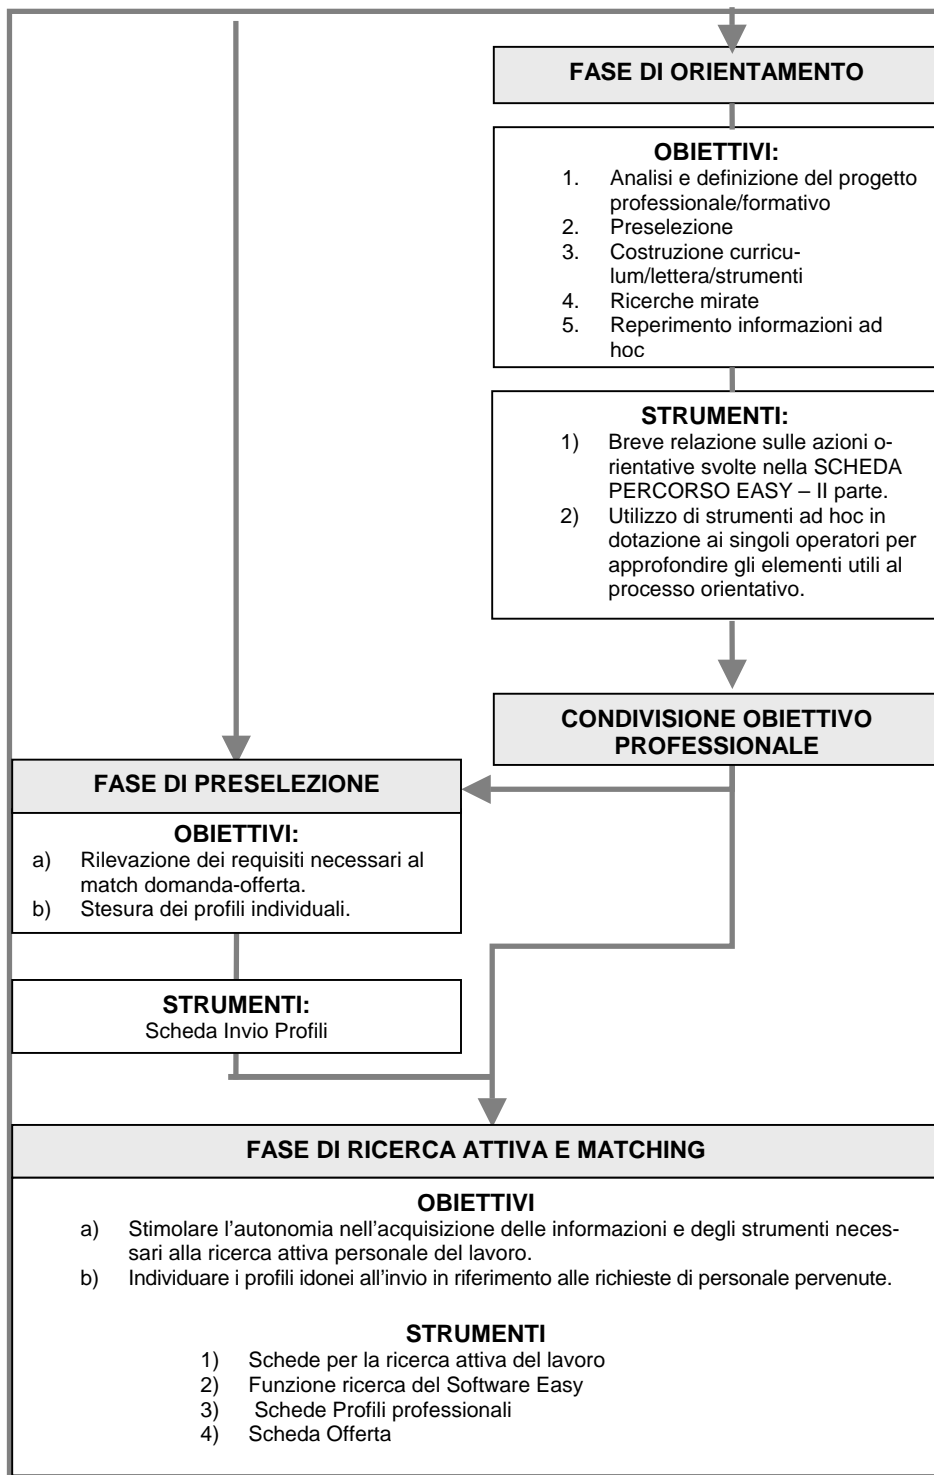 FASE DI ORIENTAMENTO
OBIETTIVI:
1. Analisi e definizione del progetto
professionale/formativo
2. Preselezione
3. Costruzione curricu-
lum/lettera/strumenti
4. Ricerche mirate
5. Reperimento informazioni ad
hoc
STRUMENTI:
1) Breve relazione sulle azioni o-
rientative svolte nella SCHEDA
PERCORSO EASY – II parte.
2) Utilizzo di strumenti ad hoc in
dotazione ai singoli operatori per
approfondire gli elementi utili al
processo orientativo.
CONDIVISIONE OBIETTIVO
PROFESSIONALE
FASE DI PRESELEZIONE
OBIETTIVI:
a) Rilevazione dei requisiti necessari al
match domanda-offerta.
b) Stesura dei profili individuali.
STRUMENTI:
Scheda Invio Profili
FASE DI RICERCA ATTIVA E MATCHING
OBIETTIVI
a) Stimolare l’autonomia nell’acquisizione delle informazioni e degli strumenti neces-
sari alla ricerca attiva personale del lavoro.
b) Individuare i profili idonei all’invio in riferimento alle richieste di personale pervenute.
STRUMENTI
1) Schede per la ricerca attiva del lavoro
2) Funzione ricerca del Software Easy
3) Schede Profili professionali
4) Scheda Offerta